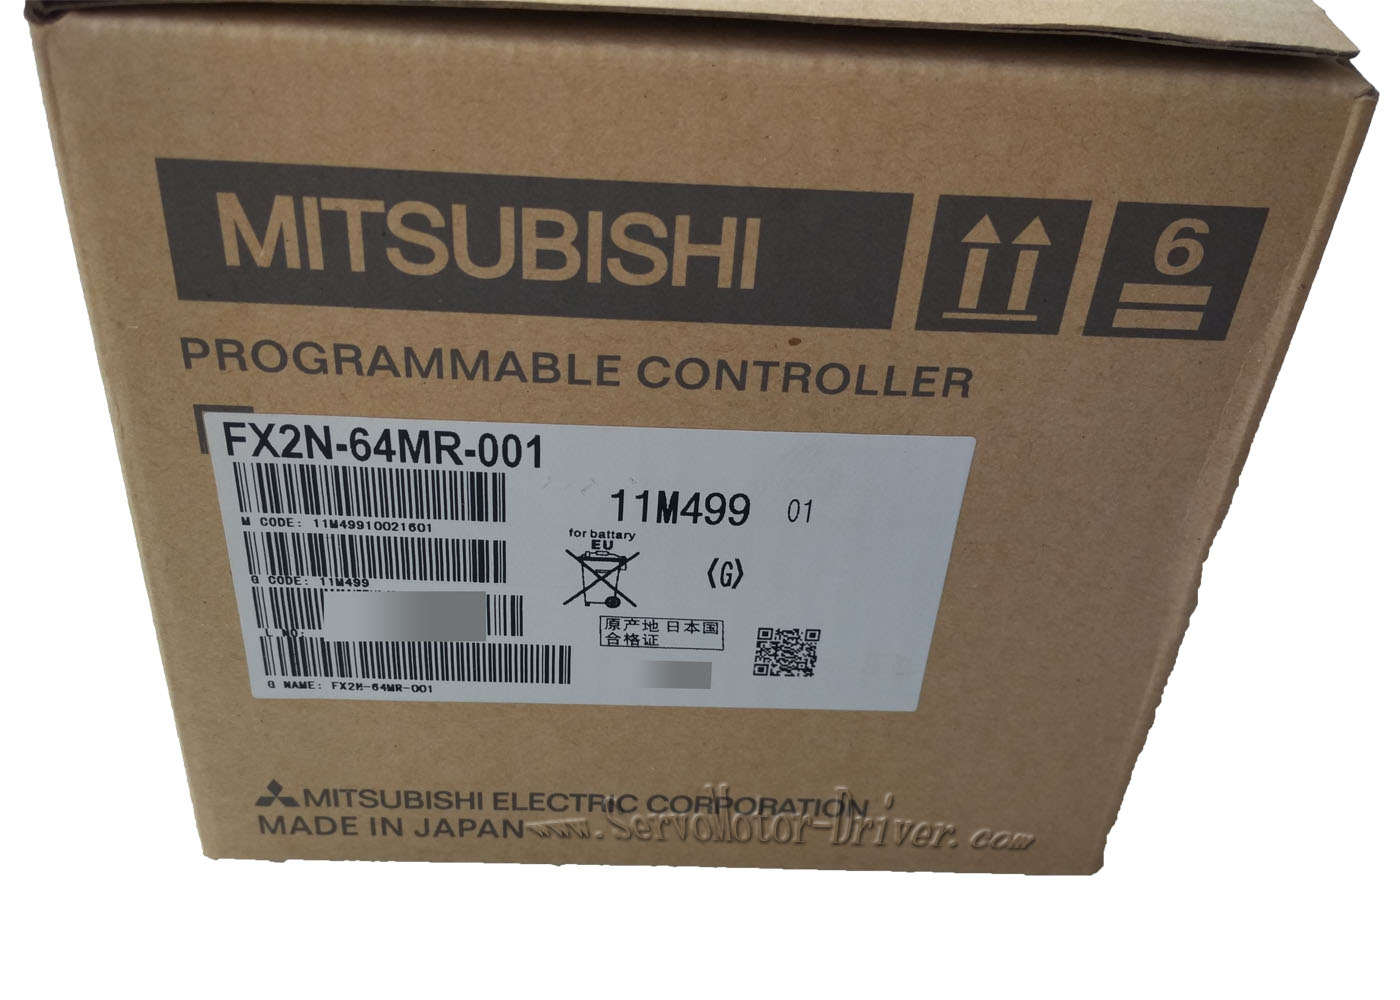 MITSUBISHI
6
PROGRAMMABLE CONTROLLER
FX2N-64MR-001
11M499 01
M CODE: 11M49910021601
for battary
EU
G CODE: 11M499
〈G〉
L NO:
原产地 日本国
合格证
G NAME: FX2N-64MR-001
MITSUBISHI ELECTRIC CORPORATION
MADE IN JAPAN
www.ServoMotor-Driver.com